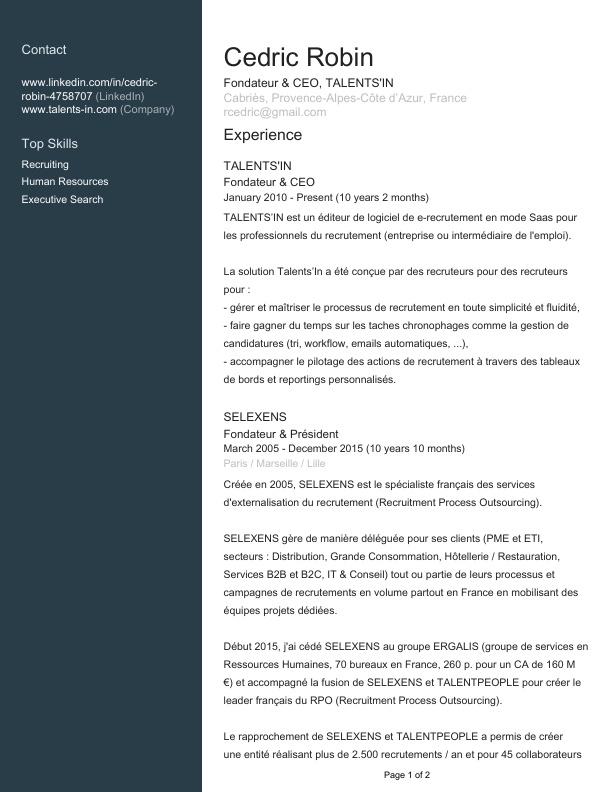 Contact
www.linkedin.com/in/cedric-
robin-4758707 (LinkedIn)
www.talents-in.com (Company)
Top Skills
Recruiting
Human Resources
Executive Search
Cedric Robin
Fondateur & CEO, TALENTS'IN
Cabriès, Provence-Alpes-Côte d’Azur, France
rcedric@gmail.com
Experience
TALENTS'IN
Fondateur & CEO
January 2010 - Present (10 years 2 months)
TALENTS’IN est un éditeur de logiciel de e-recrutement en mode Saas pour
les professionnels du recrutement (entreprise ou intermédiaire de l'emploi).
La solution Talents’In a été conçue par des recruteurs pour des recruteurs
pour :
- gérer et maîtriser le processus de recrutement en toute simplicité et fluidité,
- faire gagner du temps sur les taches chronophages comme la gestion de
candidatures (tri, workflow, emails automatiques, ...),
- accompagner le pilotage des actions de recrutement à travers des tableaux
de bords et reportings personnalisés.
SELEXENS
Fondateur & Président
March 2005 - December 2015 (10 years 10 months)
Paris / Marseille / Lille
Créée en 2005, SELEXENS est le spécialiste français des services
d'externalisation du recrutement (Recruitment Process Outsourcing).
SELEXENS gère de manière déléguée pour ses clients (PME et ETI,
secteurs : Distribution, Grande Consommation, Hôtellerie / Restauration,
Services B2B et B2C, IT & Conseil) tout ou partie de leurs processus et
campagnes de recrutements en volume partout en France en mobilisant des
équipes projets dédiées.
Début 2015, j'ai cédé SELEXENS au groupe ERGALIS (groupe de services en
Ressources Humaines, 70 bureaux en France, 260 p. pour un CA de 160 M
€) et accompagné la fusion de SELEXENS et TALENTPEOPLE pour créer le
leader français du RPO (Recruitment Process Outsourcing).
Le rapprochement de SELEXENS et TALENTPEOPLE a permis de créer
une entité réalisant plus de 2.500 recrutements / an et pour 45 collaborateurs
Page 1 of 2